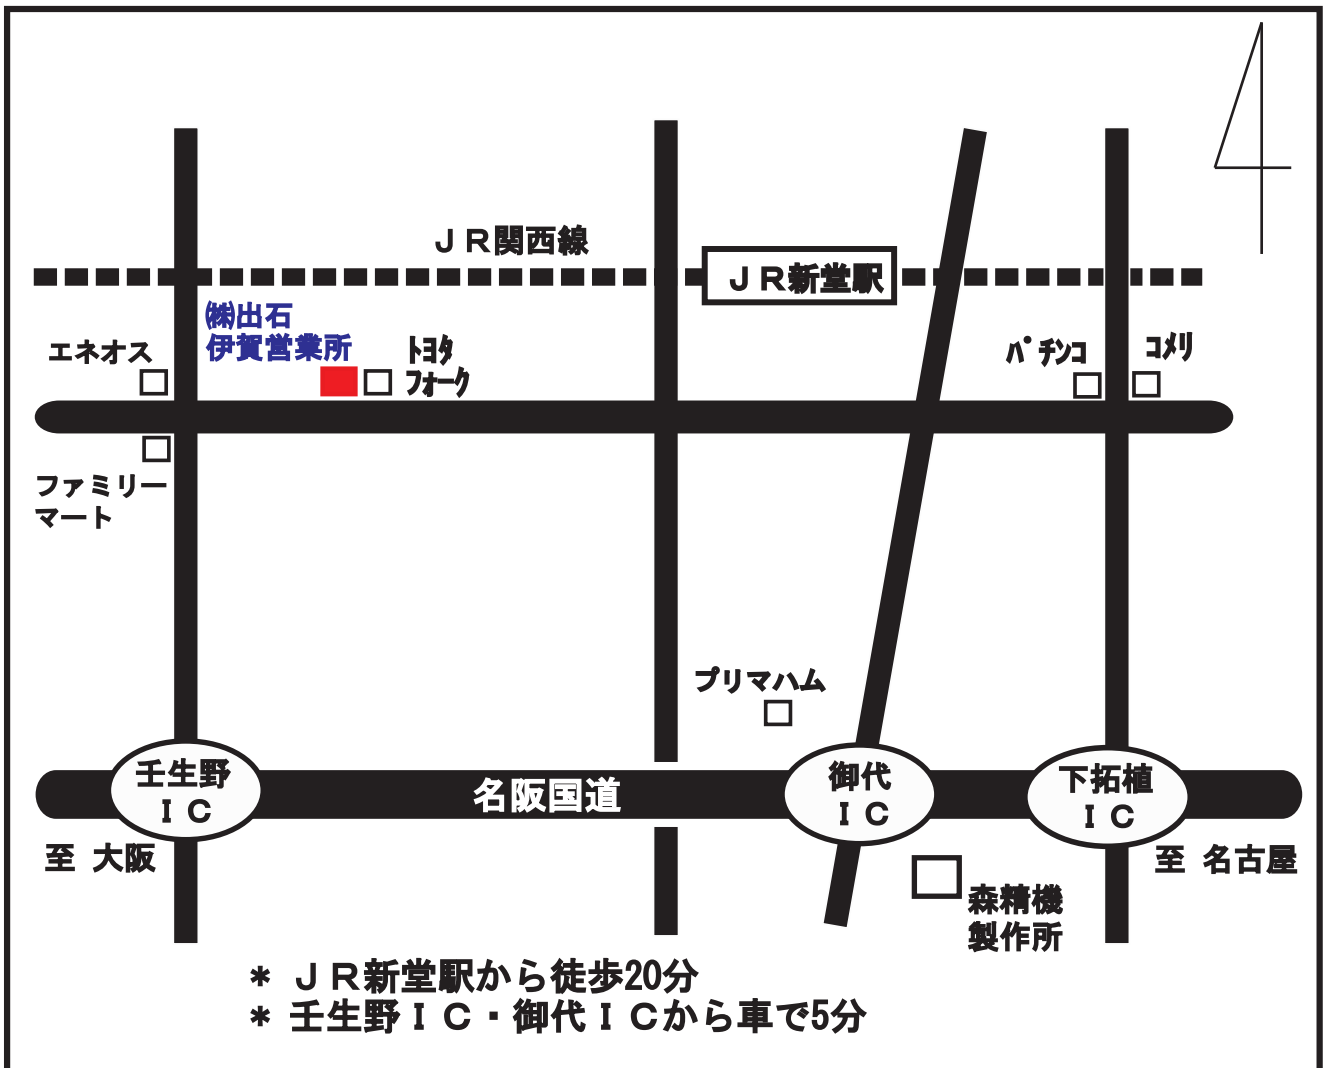 ＪＲ関西線
ＪＲ新堂駅
㈱出石
伊賀営業所
エネオス
トヨタ
フォーク
パチンコ
コメリ
ファミリー
マート
プリマハム
壬生野
ＩＣ
名阪国道
御代
ＩＣ
下拓植
ＩＣ
至 大阪
至 名古屋
森精機
製作所
* ＪＲ新堂駅から徒歩20分
* 壬生野ＩＣ・御代ＩＣから車で5分